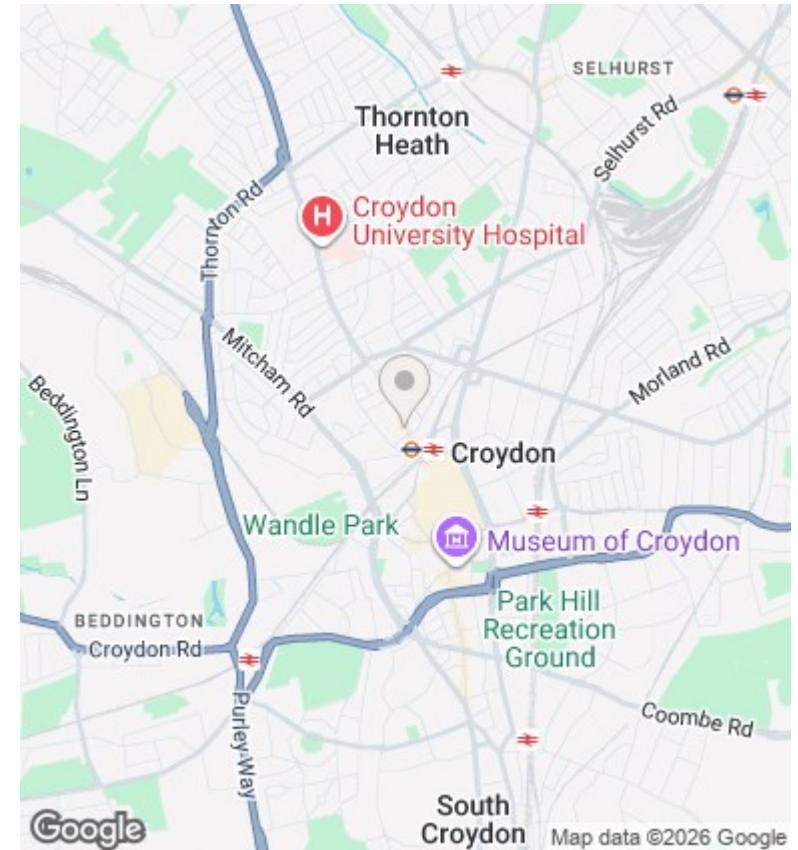 SELHURST
Thornton
Heath
Selhurst Rd
Thornton Rd
H
Croydon
University Hospital
Mitcham Rd
Morland Rd
Beddington Ln
Croydon
Wandle Park
Museum of Croydon
BEDDINGTON
Croydon Rd
Park Hill
Recreation
Ground
Purley Way
Coombe Rd
South
Croydon
Google
Map data ©2026 Google